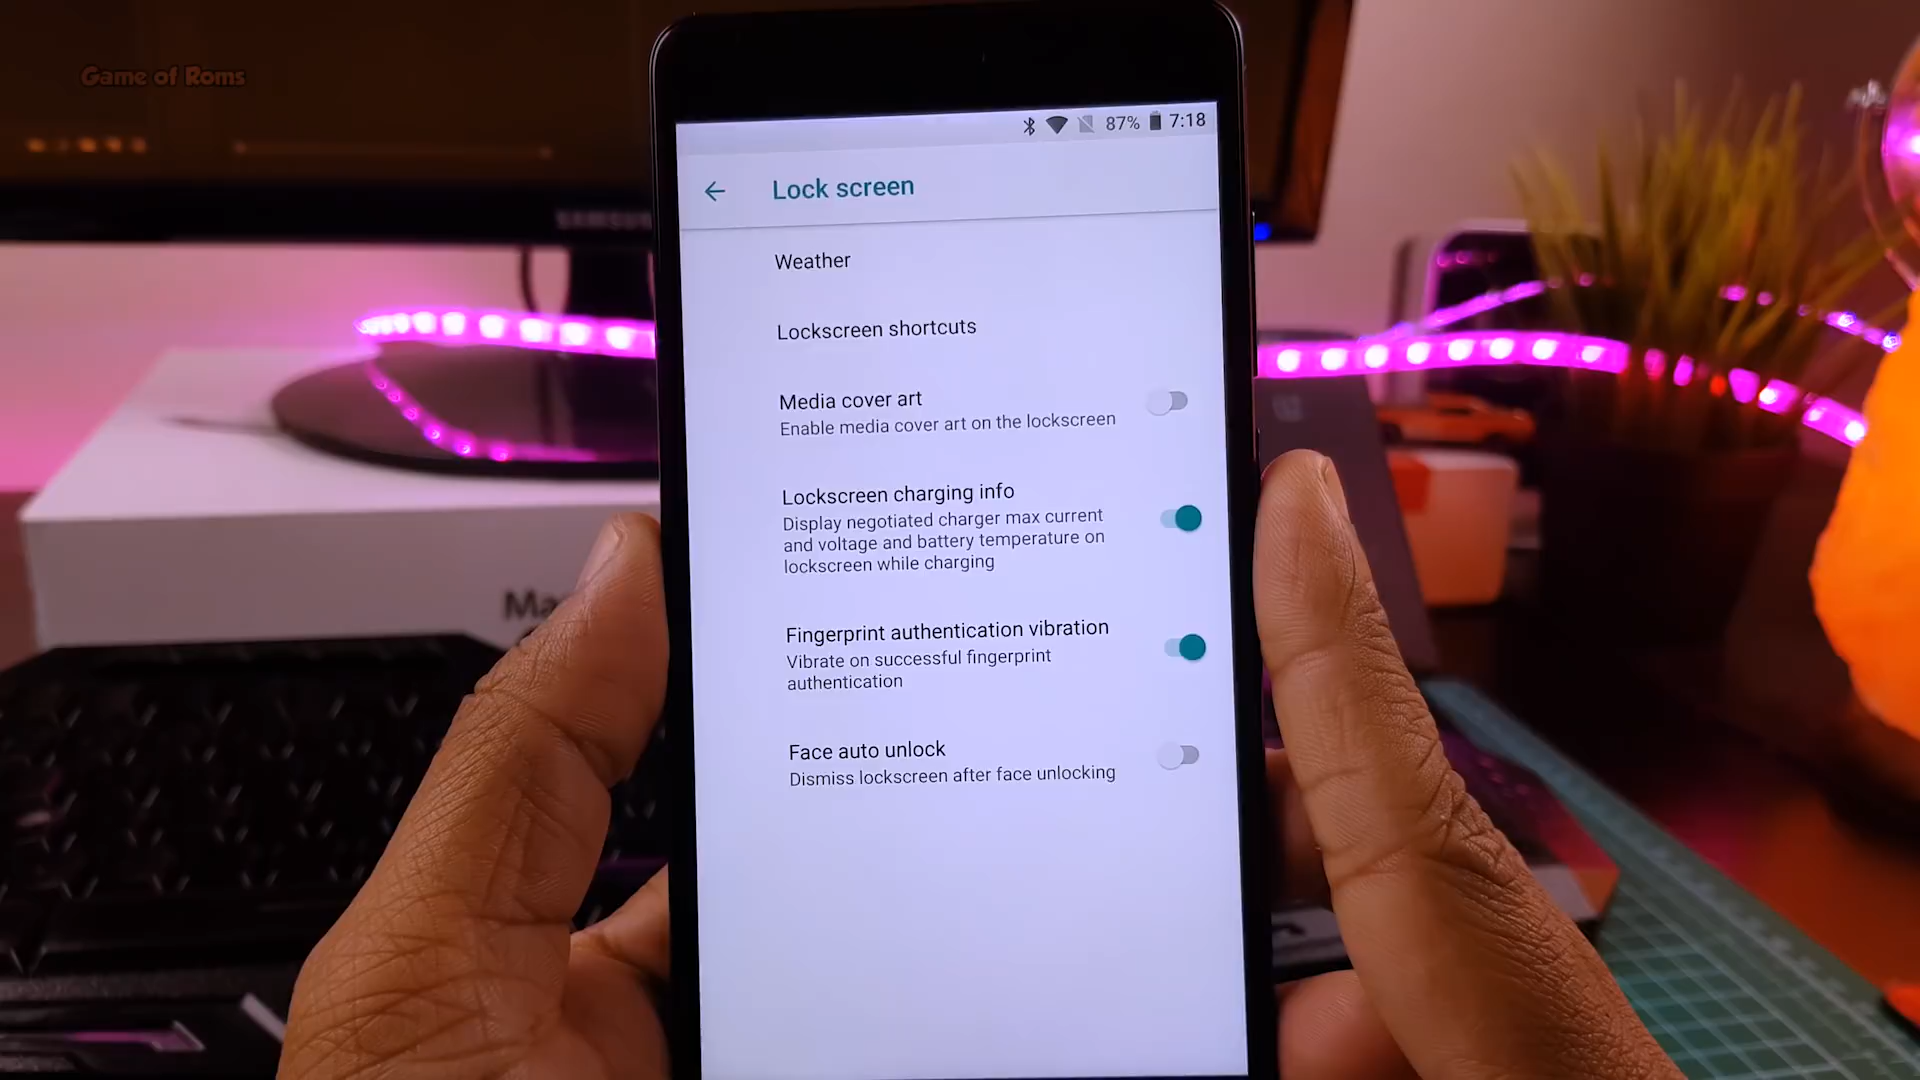 Game of Roms
87% 7:18
Lock screen
SAMSUNG
Weather
Lockscreen shortcuts
Media cover art
Enable media cover art on the lockscreen
Lockscreen charging info
Display negotiated charger max current
and voltage and battery temperature on
lockscreen while charging
Ma
Fingerprint authentication vibration
Vibrate on successful fingerprint
authentication
Face auto unlock
Dismiss lockscreen after face unlocking